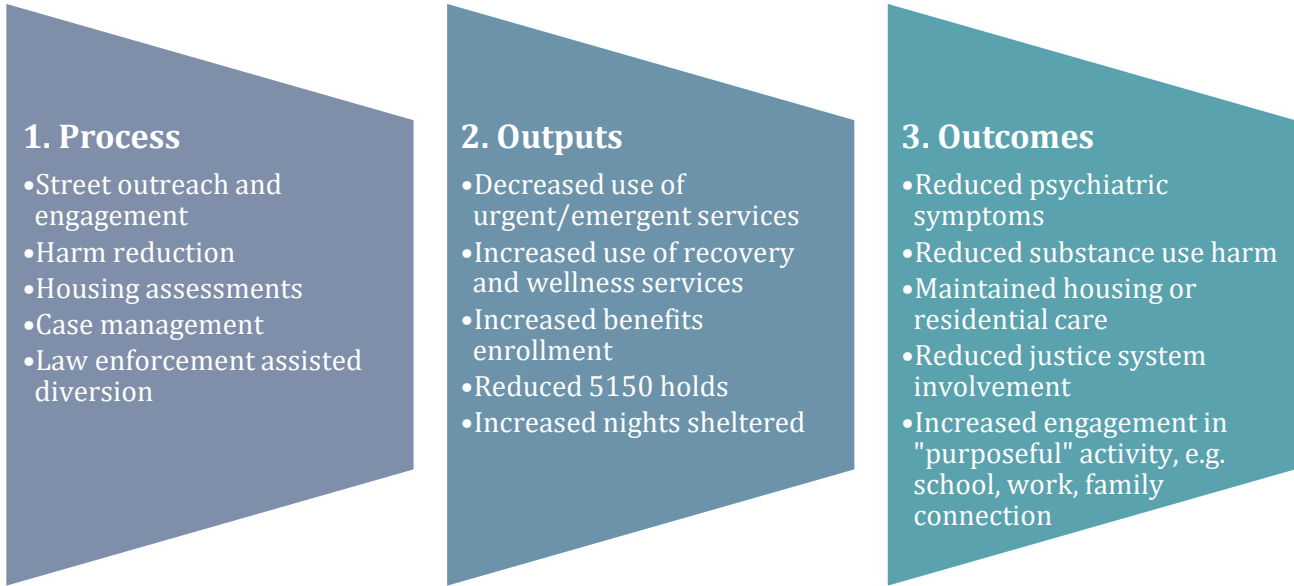 1. Process
•Street outreach and
engagement
•Harm reduction
•Housing assessments
•Case management
•Law enforcement assisted
diversion
2. Outputs
•Decreased use of
urgent/emergent services
•Increased use of recovery
and wellness services
•Increased benefits
enrollment
•Reduced 5150 holds
•Increased nights sheltered
3. Outcomes
•Reduced psychiatric
symptoms
•Reduced substance use harm
•Maintained housing or
residential care
•Reduced justice system
involvement
•Increased engagement in
"purposeful" activity, e.g.
school, work, family
connection